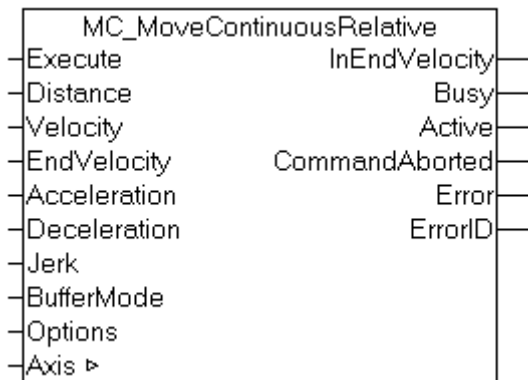 MC_MoveContinuousRelative
Execute InEndVelocity
Distance Busy
Velocity Active
EndVelocity CommandAborted
Acceleration Error
Deceleration ErrorID
Jerk
BufferMode
Options
Axis ▹